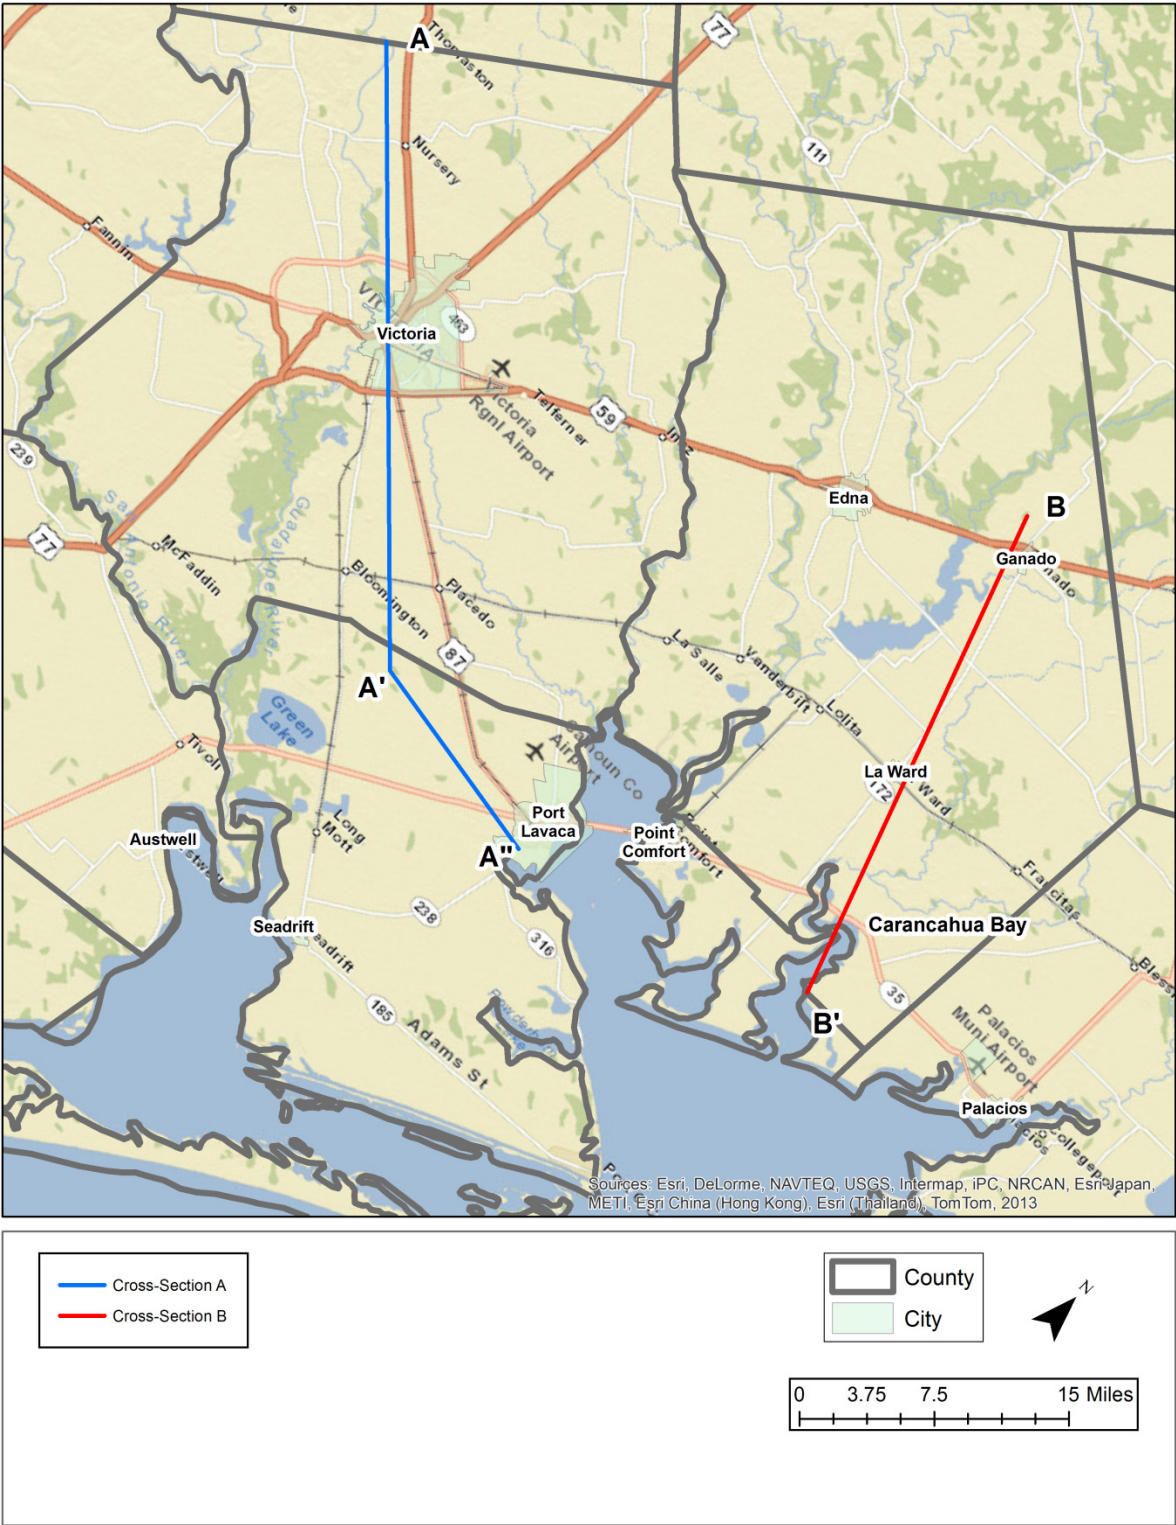 A
Thomaston
77
Nursery
111
Fannin
Victoria
463
Victoria
Rgnl Airport
Telferner
59
Inez
239
Edna
B
77
San Antonio River
Guadalupe River
McFaddin
Bloomington
Placedo
Ganado
87
La Salle
Vanderbilt
Lolita
A'
Green
Lake
Tivoli
Calhoun Co
Airport
La Ward
172
Ward
Long
Mott
Port
Lavaca
Point
Comfort
Austwell
A"
Francitas
238
Carancahua Bay
Seadrift
316
35
185
Adams St
B'
Palacios
Muni Airport
Palacios
Collegeport
Sources: Esri, DeLorme, NAVTEQ, USGS, Intermap, iPC, NRCAN, Esri Japan,
METI, Esri China (Hong Kong), Esri (Thailand), TomTom, 2013
Cross-Section A
Cross-Section B
County
City
N
0 3.75 7.5 15 Miles